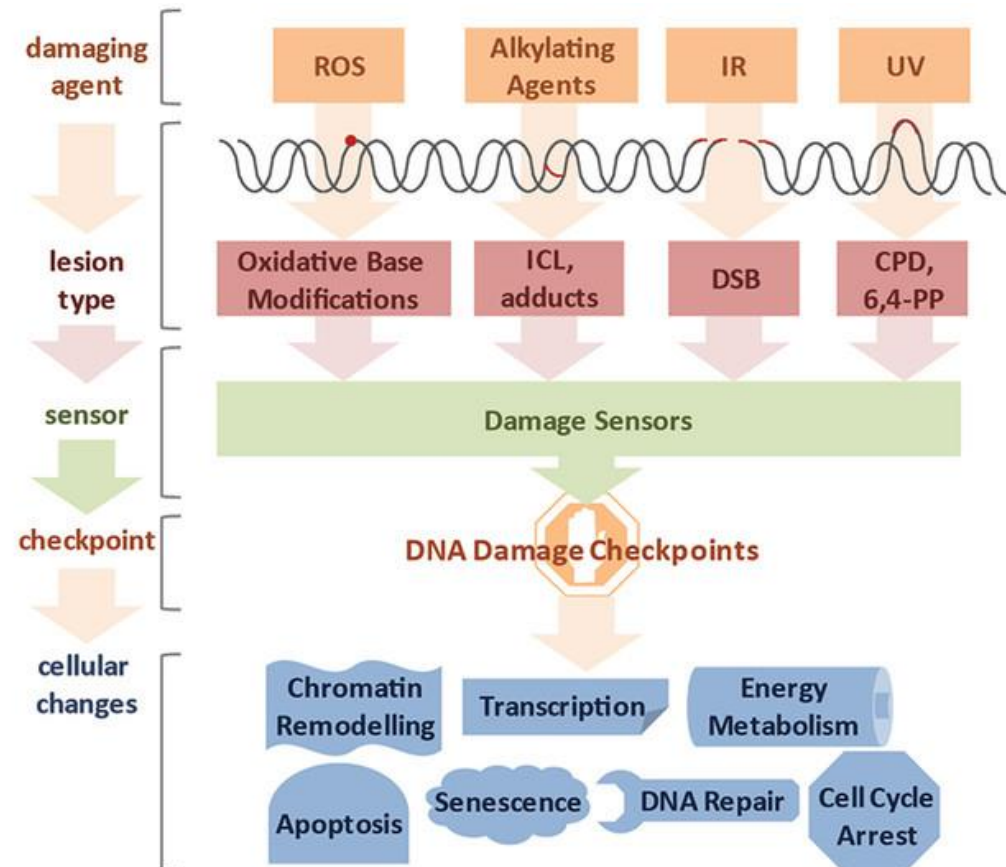 damaging
agent
ROS
Alkylating
Agents
IR
UV
lesion
type
Oxidative Base
Modifications
ICL,
adducts
DSB
CPD,
6,4-PP
sensor
Damage Sensors
checkpoint
DNA Damage Checkpoints
cellular
changes
Chromatin
Remodelling
Transcription
Energy
Metabolism
Apoptosis
Senescence
DNA Repair
Cell Cycle
Arrest